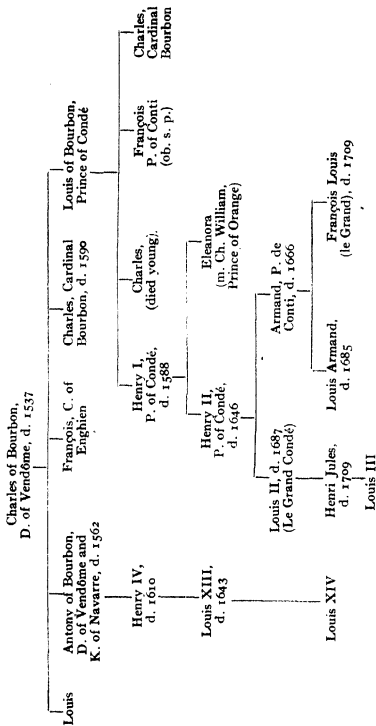 Charles of Bourbon,
D. of Vendôme, d. 1537
Louis
Antony of Bourbon,
D. of Vendôme and
K. of Navarre, d. 1562
François, C. of
Enghien
Charles, Cardinal
Bourbon, d. 1590
Louis of Bourbon,
Prince of Condé
Henry IV,
d. 1610
Henry I,
P. of Condé,
d. 1588
Charles,
(died young).
François
P. of Conti
(ob. s. p.)
Charles,
Cardinal
Bourbon
Louis XIII,
d. 1643
Henry II,
P. of Condé,
d. 1646
Eleanora
(m. Ch. William,
Prince of Orange)
Louis XIV
Louis II, d. 1687
(Le Grand Condé)
Armand, P. de
Conti, d. 1666
Henri Jules,
d. 1709
Louis Armand,
d. 1685
François Louis
(le Grand), d. 1709
Louis III